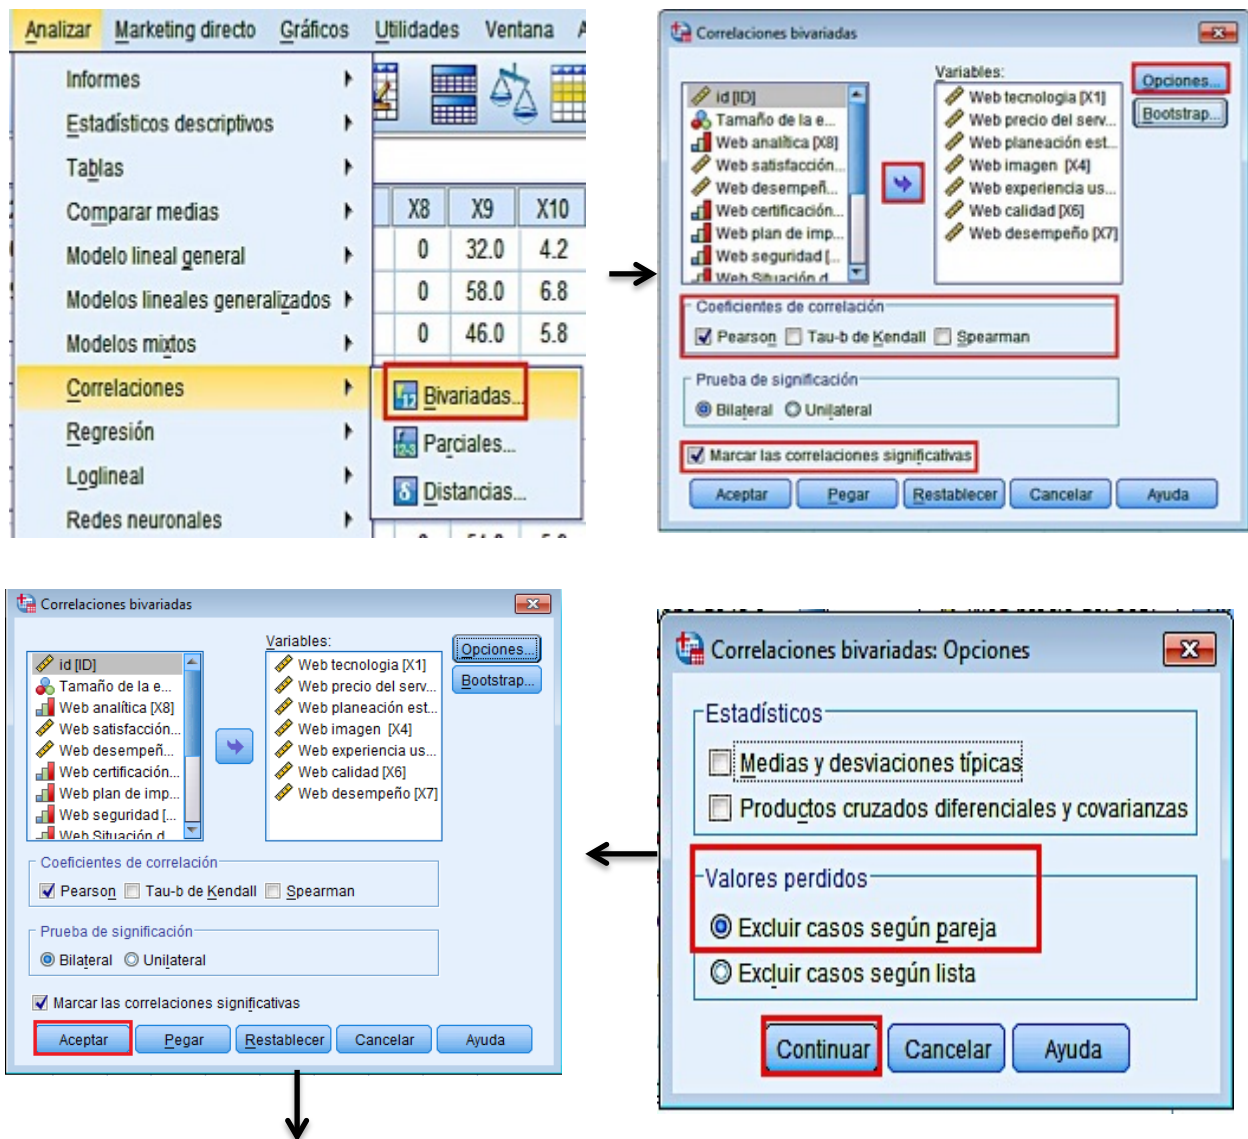 Analizar Marketing directo Gráficos Utilidades Ventana
Informes
Estadísticos descriptivos
Tablas
Comparar medias
Modelo lineal general
Modelos lineales generalizados
Modelos mixtos
Correlaciones
Regresión
Loglineal
Redes neuronales
X8 X9 X10
0 32.0 4.2
0 58.0 6.8
0 46.0 5.8
Bivariadas...
Parciales...
Distancias...
Correlaciones bivariadas
Variables:
id [ID]
Tamaño de la e...
Web analítica [X8]
Web satisfacción...
Web desempeñ...
Web certificación...
Web plan de imp...
Web seguridad [...
Web Situación d
Web tecnologia [X1]
Web precio del serv...
Web planeación est...
Web imagen [X4]
Web experiencia us...
Web calidad [X6]
Web desempeño [X7]
Opciones...
Bootstrap...
Coeficientes de correlación
Pearson Tau-b de Kendall Spearman
Prueba de significación
Bilateral Unilateral
Marcar las correlaciones significativas
Aceptar Pegar Restablecer Cancelar Ayuda
Correlaciones bivariadas
Variables:
id [ID]
Tamaño de la e...
Web analítica [X8]
Web satisfacción...
Web desempeñ...
Web certificación...
Web plan de imp...
Web seguridad [...
Web Situación d
Web tecnologia [X1]
Web precio del serv...
Web planeación est...
Web imagen [X4]
Web experiencia us...
Web calidad [X6]
Web desempeño [X7]
Opciones...
Bootstrap...
Coeficientes de correlación
Pearson Tau-b de Kendall Spearman
Prueba de significación
Bilateral Unilateral
Marcar las correlaciones significativas
Aceptar Pegar Restablecer Cancelar Ayuda
Correlaciones bivariadas: Opciones
Estadísticos
Medias y desviaciones típicas
Productos cruzados diferenciales y covarianzas
Valores perdidos
Excluir casos según pareja
Excluir casos según lista
Continuar Cancelar Ayuda